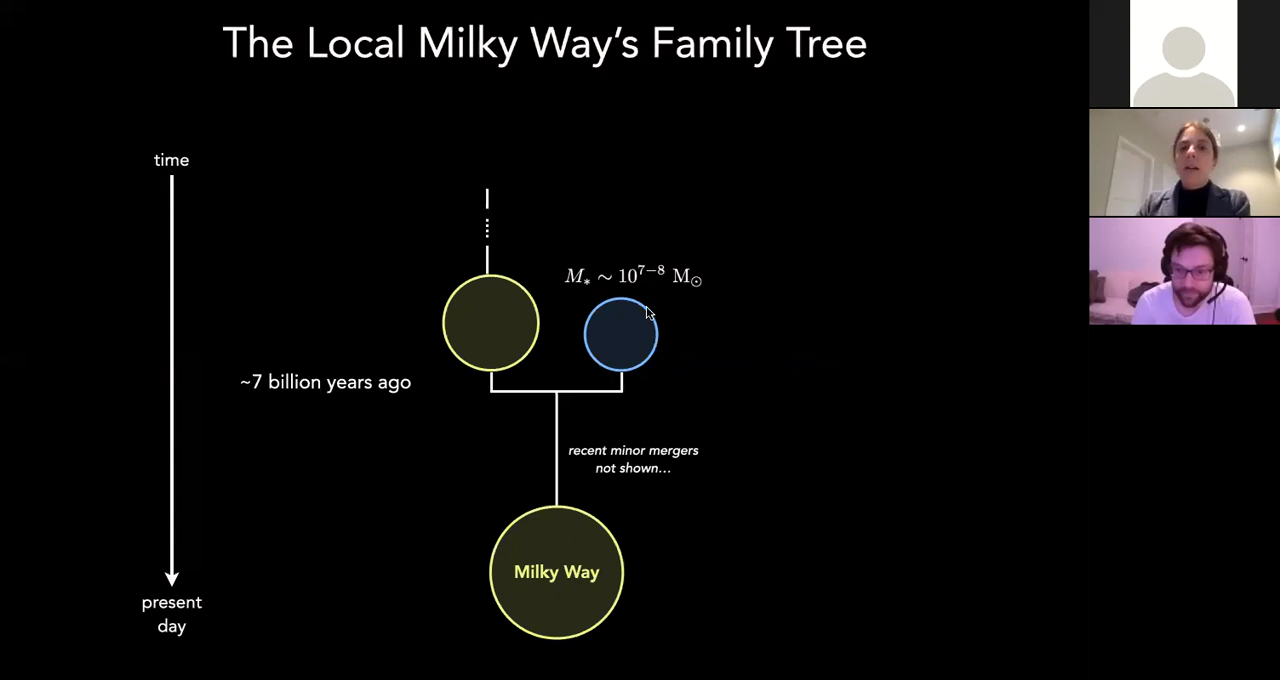 The Local Milky Way's Family Tree
time
M* ~ 10^7−8 M☉
~7 billion years ago
recent minor mergers
not shown...
Milky Way
present
day